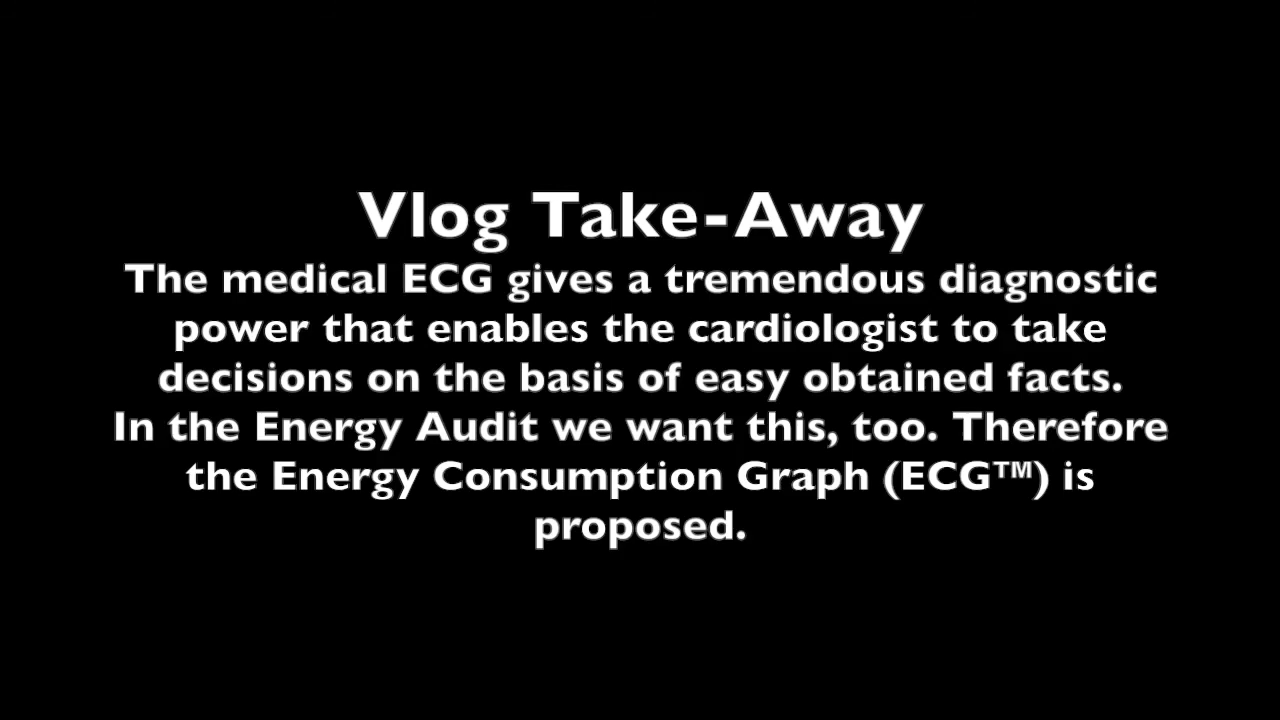 Vlog Take-Away
The medical ECG gives a tremendous diagnostic
power that enables the cardiologist to take
decisions on the basis of easy obtained facts.
In the Energy Audit we want this, too. Therefore
the Energy Consumption Graph (ECG™) is
proposed.